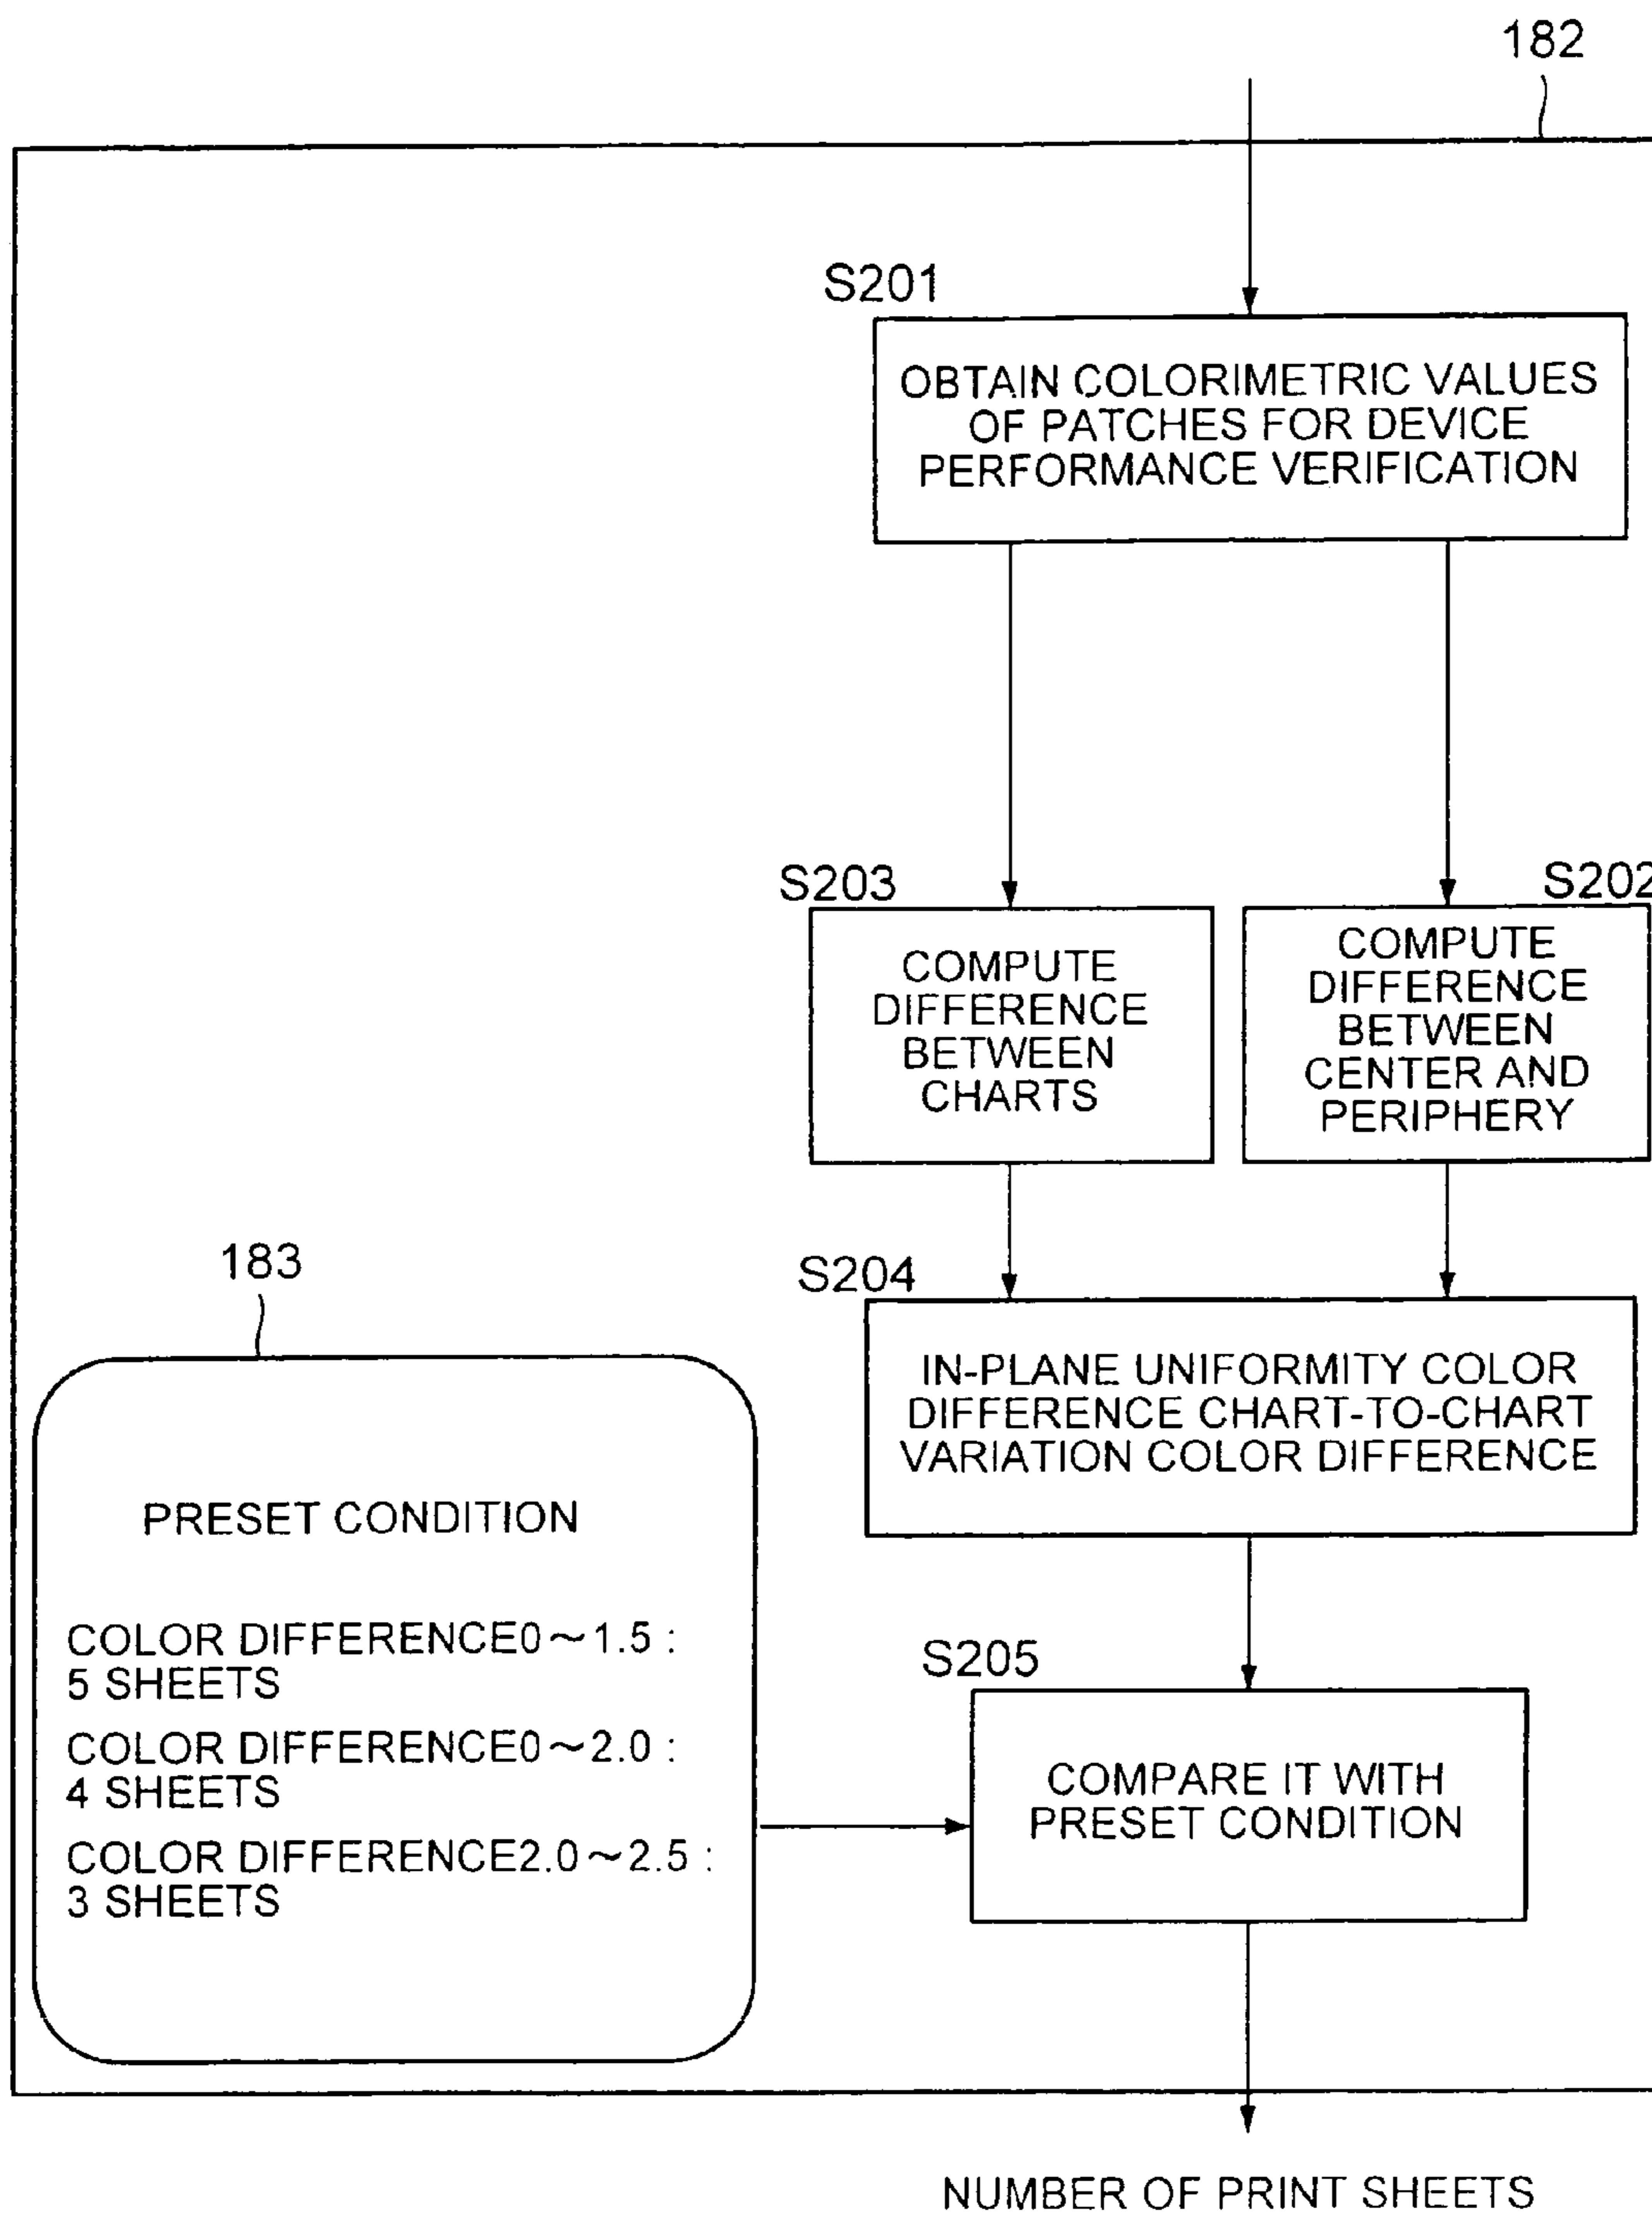 182
S201
OBTAIN COLORIMETRIC VALUES
OF PATCHES FOR DEVICE
PERFORMANCE VERIFICATION
S203
COMPUTE
DIFFERENCE
BETWEEN
CHARTS
S202
COMPUTE
DIFFERENCE
BETWEEN
CENTER AND
PERIPHERY
S204
IN-PLANE UNIFORMITY COLOR
DIFFERENCE CHART-TO-CHART
VARIATION COLOR DIFFERENCE
183
PRESET CONDITION
COLOR DIFFERENCE0~1.5 :
5 SHEETS
COLOR DIFFERENCE0~2.0 :
4 SHEETS
COLOR DIFFERENCE2.0~2.5 :
3 SHEETS
S205
COMPARE IT WITH
PRESET CONDITION
NUMBER OF PRINT SHEETS